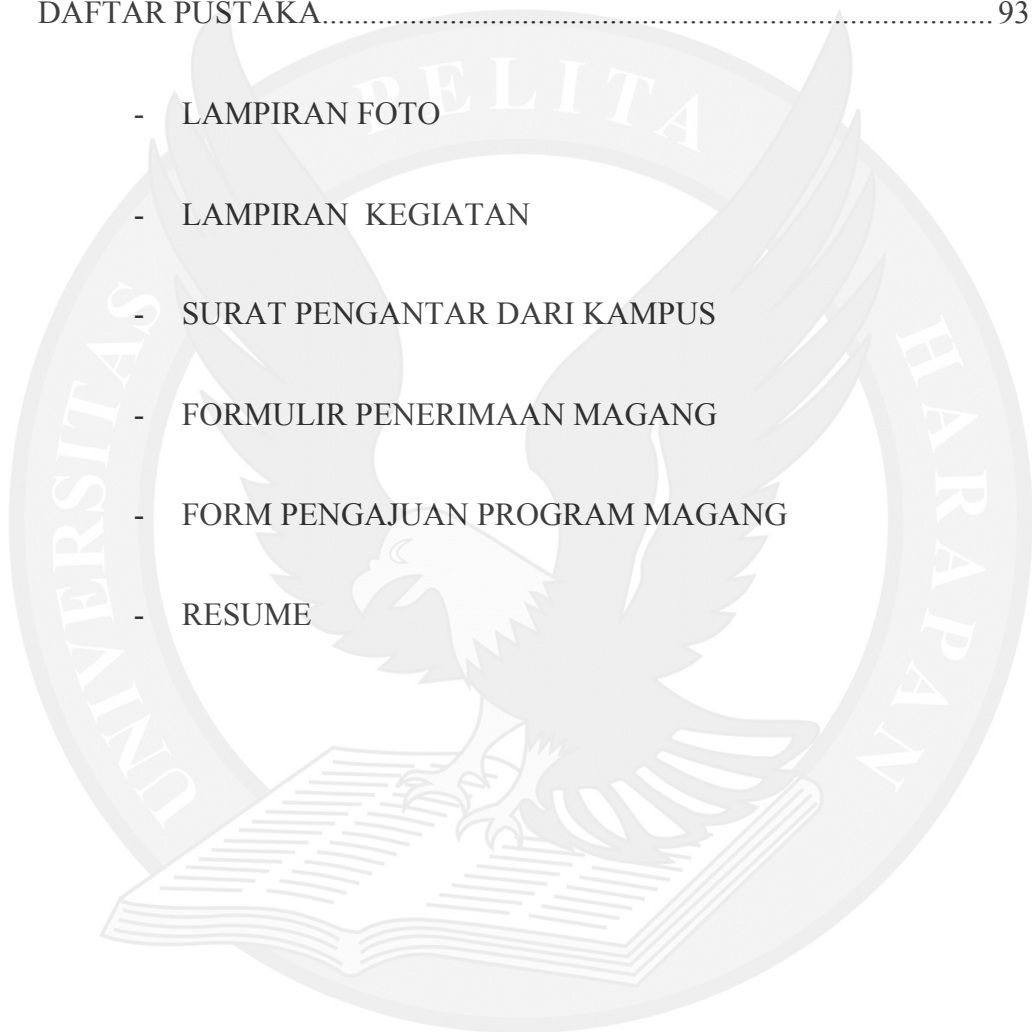 DAFTAR PUSTAKA.......................................................................................93
- LAMPIRAN FOTO
- LAMPIRAN  KEGIATAN
- SURAT PENGANTAR DARI KAMPUS
- FORMULIR PENERIMAAN MAGANG
- FORM PENGAJUAN PROGRAM MAGANG
- RESUME
UNIVERSITAS PELITA HARAPAN